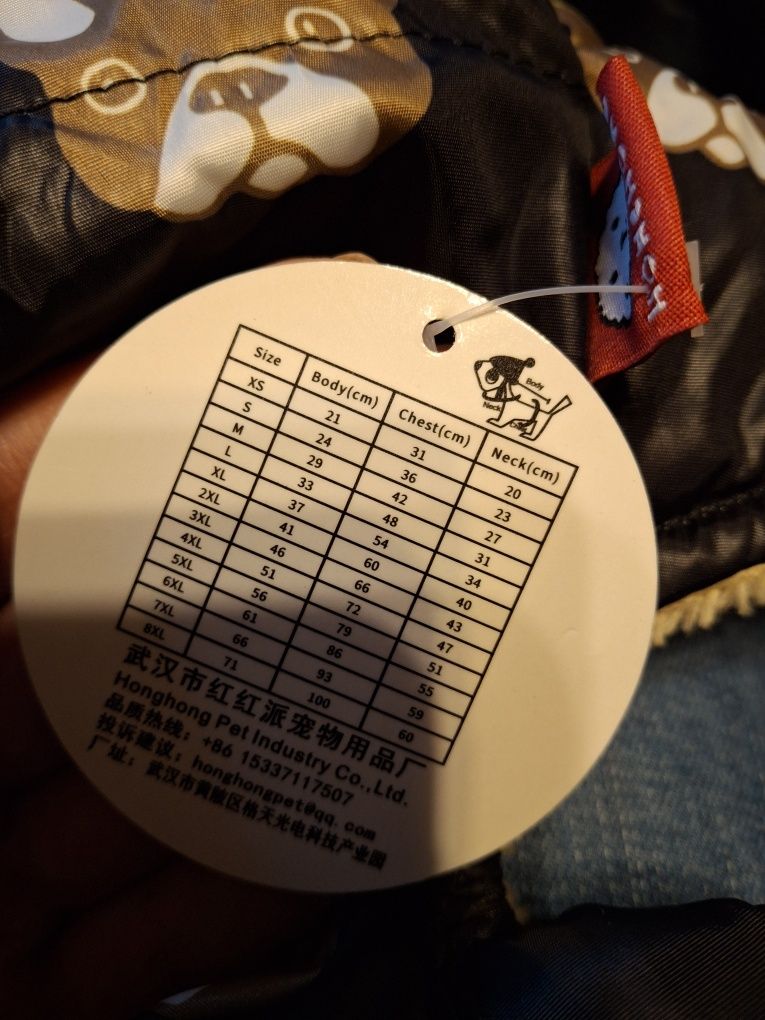 Body
Neck
Size Body(cm) Chest(cm) Neck(cm)
XS 21 31 20
S 24 36 23
M 29 42 27
L 33 48 31
XL 37 54 34
2XL 41 60 40
3XL 46 66 43
4XL 51 72 47
5XL 56 79 51
6XL 61 86 55
7XL 66 93 59
8XL 71 100 60
武汉市红红派宠物用品厂
Honghong Pet Industry Co.,Ltd.
品质热线：+86 15337117507
投诉建议：honghongpet@qq.com
厂址：武汉市黄陂区格天光电科技产业园